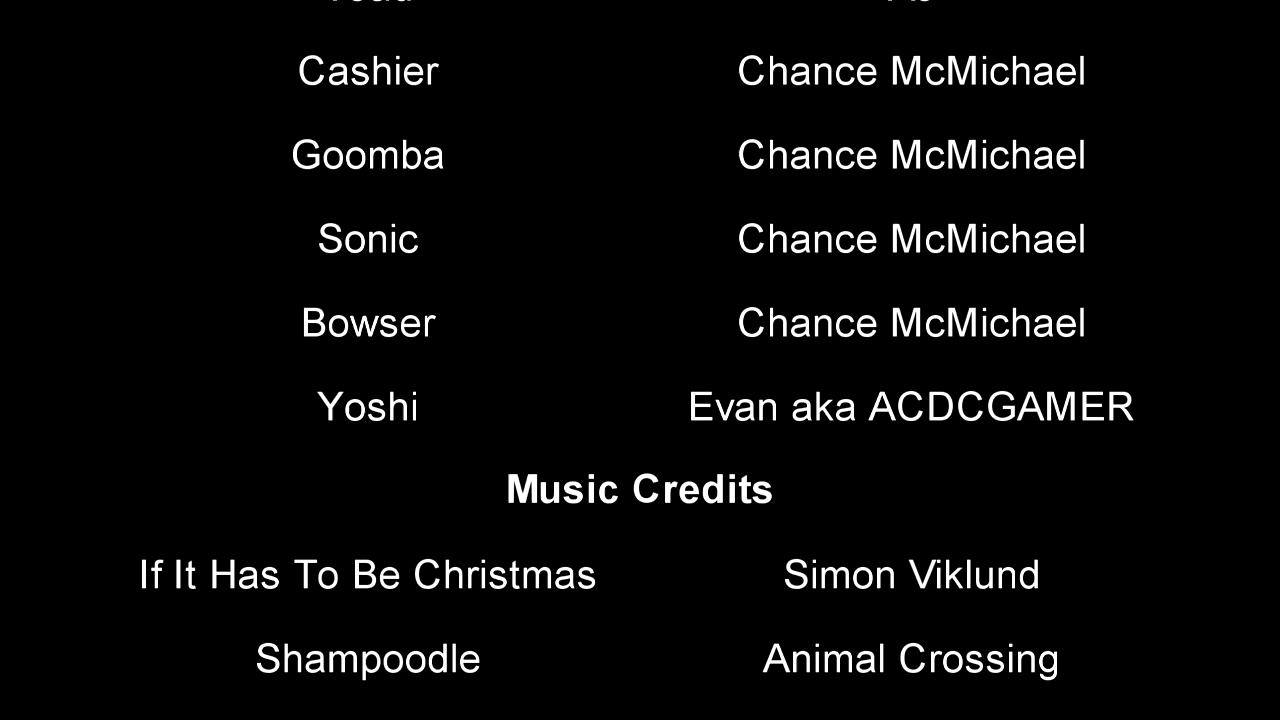 Cashier Chance McMichael
Goomba Chance McMichael
Sonic Chance McMichael
Bowser Chance McMichael
Yoshi Evan aka ACDCGAMER
Music Credits
If It Has To Be Christmas Simon Viklund
Shampoodle Animal Crossing